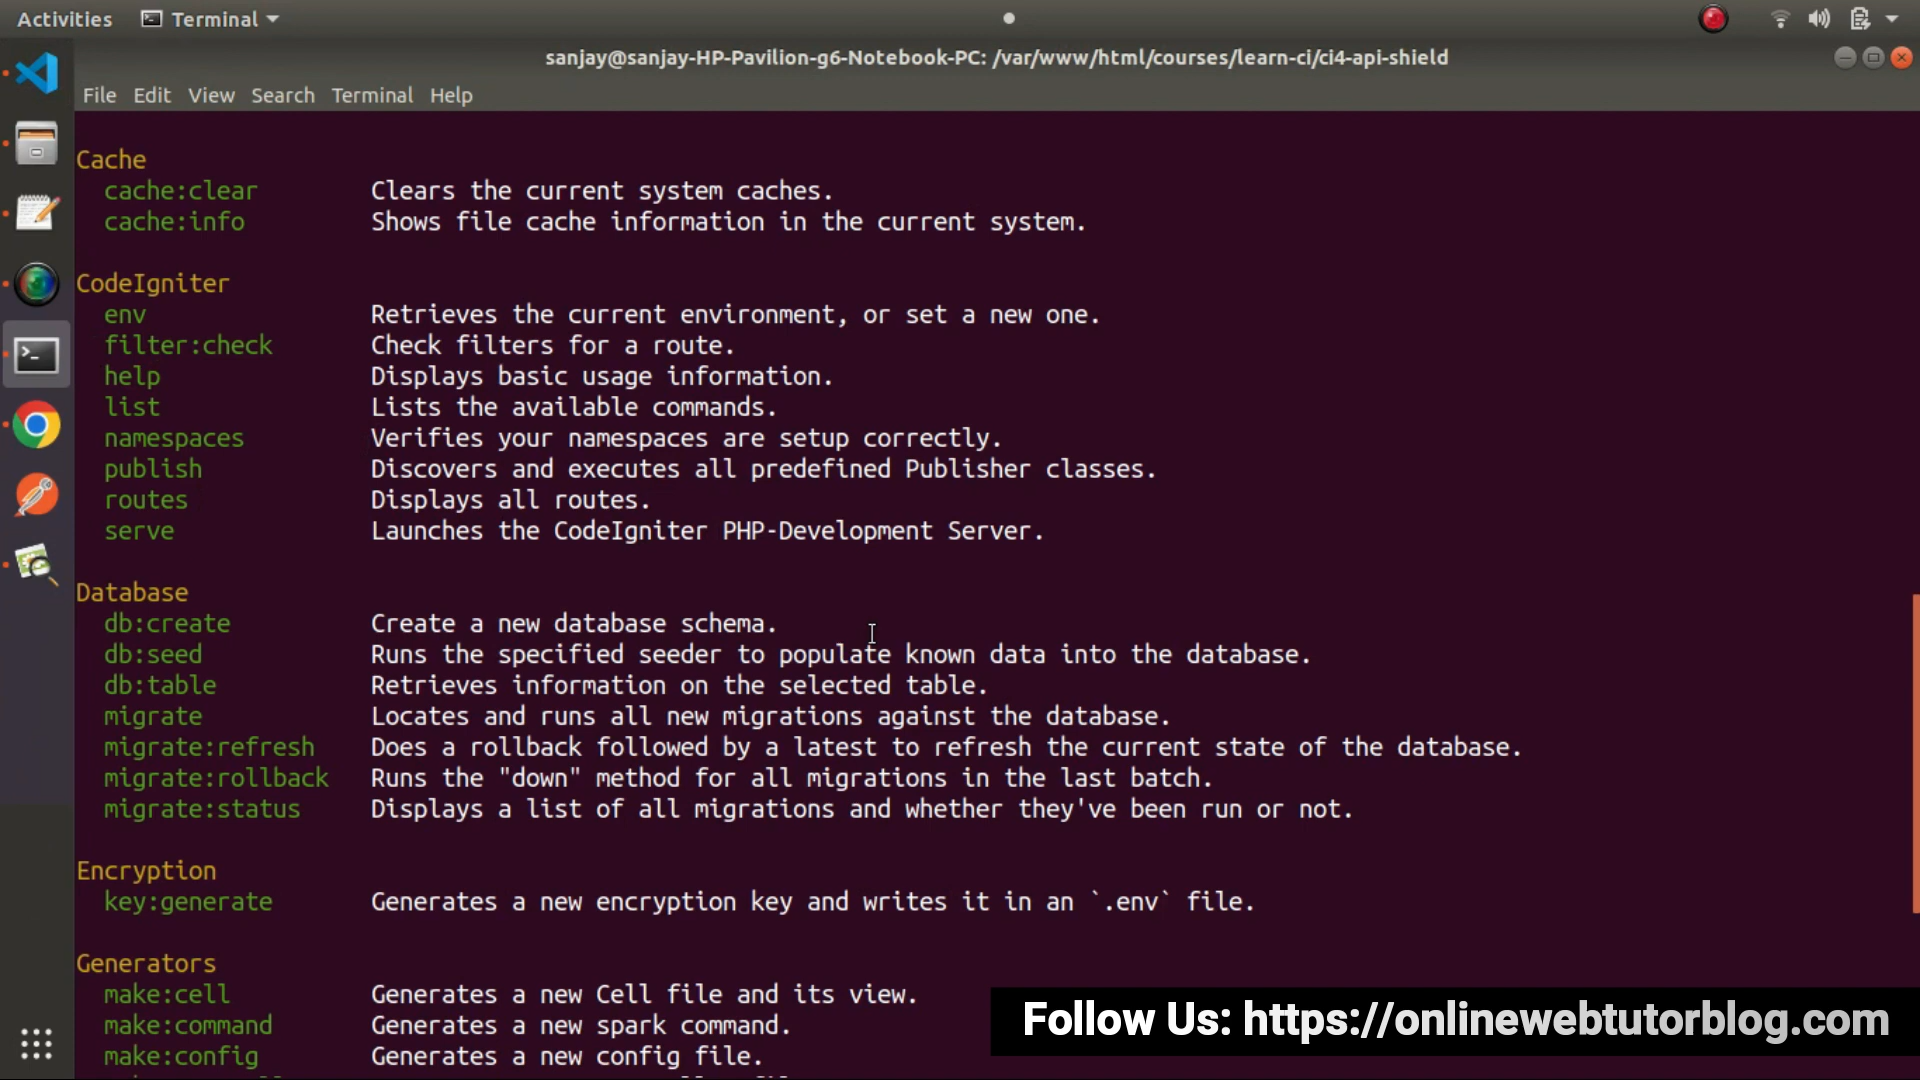 Activities
Terminal
sanjay@sanjay-HP-Pavilion-g6-Notebook-PC: /var/www/html/courses/learn-ci/ci4-api-shield
File Edit View Search Terminal Help
Cache
cache:clear Clears the current system caches.
cache:info Shows file cache information in the current system.
CodeIgniter
env Retrieves the current environment, or set a new one.
filter:check Check filters for a route.
help Displays basic usage information.
list Lists the available commands.
namespaces Verifies your namespaces are setup correctly.
publish Discovers and executes all predefined Publisher classes.
routes Displays all routes.
serve Launches the CodeIgniter PHP-Development Server.
Database
db:create Create a new database schema.
db:seed Runs the specified seeder to populate known data into the database.
db:table Retrieves information on the selected table.
migrate Locates and runs all new migrations against the database.
migrate:refresh Does a rollback followed by a latest to refresh the current state of the database.
migrate:rollback Runs the "down" method for all migrations in the last batch.
migrate:status Displays a list of all migrations and whether they've been run or not.
Encryption
key:generate Generates a new encryption key and writes it in an `.env` file.
Generators
make:cell Generates a new Cell file and its view.
make:command Generates a new spark command.
make:config Generates a new config file.
Follow Us: https://onlinewebtutorblog.com